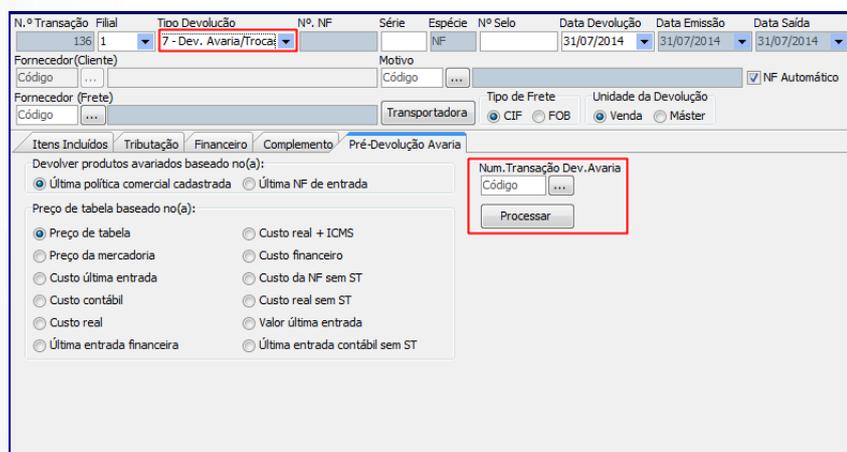 N.º Transação Filial Tipo Devolução Nº. NF Série Espécie Nº Selo Data Devolução Data Emissão Data Saída
136 1 7 - Dev. Avaria/Troca NF 31/07/2014 31/07/2014 31/07/2014
Fornecedor(Cliente) Motivo
Código ... Código ... NF Automático
Fornecedor (Frete) Tipo de Frete Unidade da Devolução
Código ... Transportadora CIF FOB Venda Máster
Itens Incluídos Tributação Financeiro Complemento Pré-Devolução Avaria
Devolver produtos avariados baseado no(a): Num.Transação Dev.Avaria
Última política comercial cadastrada Última NF de entrada Código ...
Preço de tabela baseado no(a): Processar
Preço de tabela Custo real + ICMS
Preço da mercadoria Custo financeiro
Custo última entrada Custo da NF sem ST
Custo contábil Custo real sem ST
Custo real Valor última entrada
Última entrada financeira Última entrada contábil sem ST